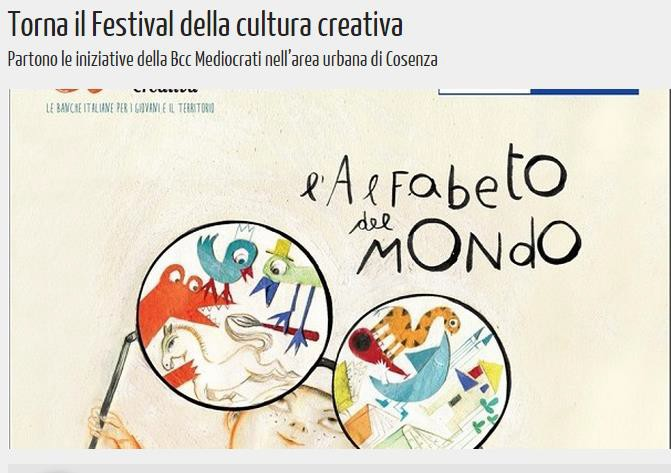 Torna il Festival della cultura creativa
Partono le iniziative della Bcc Mediocrati nell'area urbana di Cosenza
creativa
LE BANCHE ITALIANE PER I GIOVANI E IL TERRITORIO
l'AlFabeto
del
MONDO